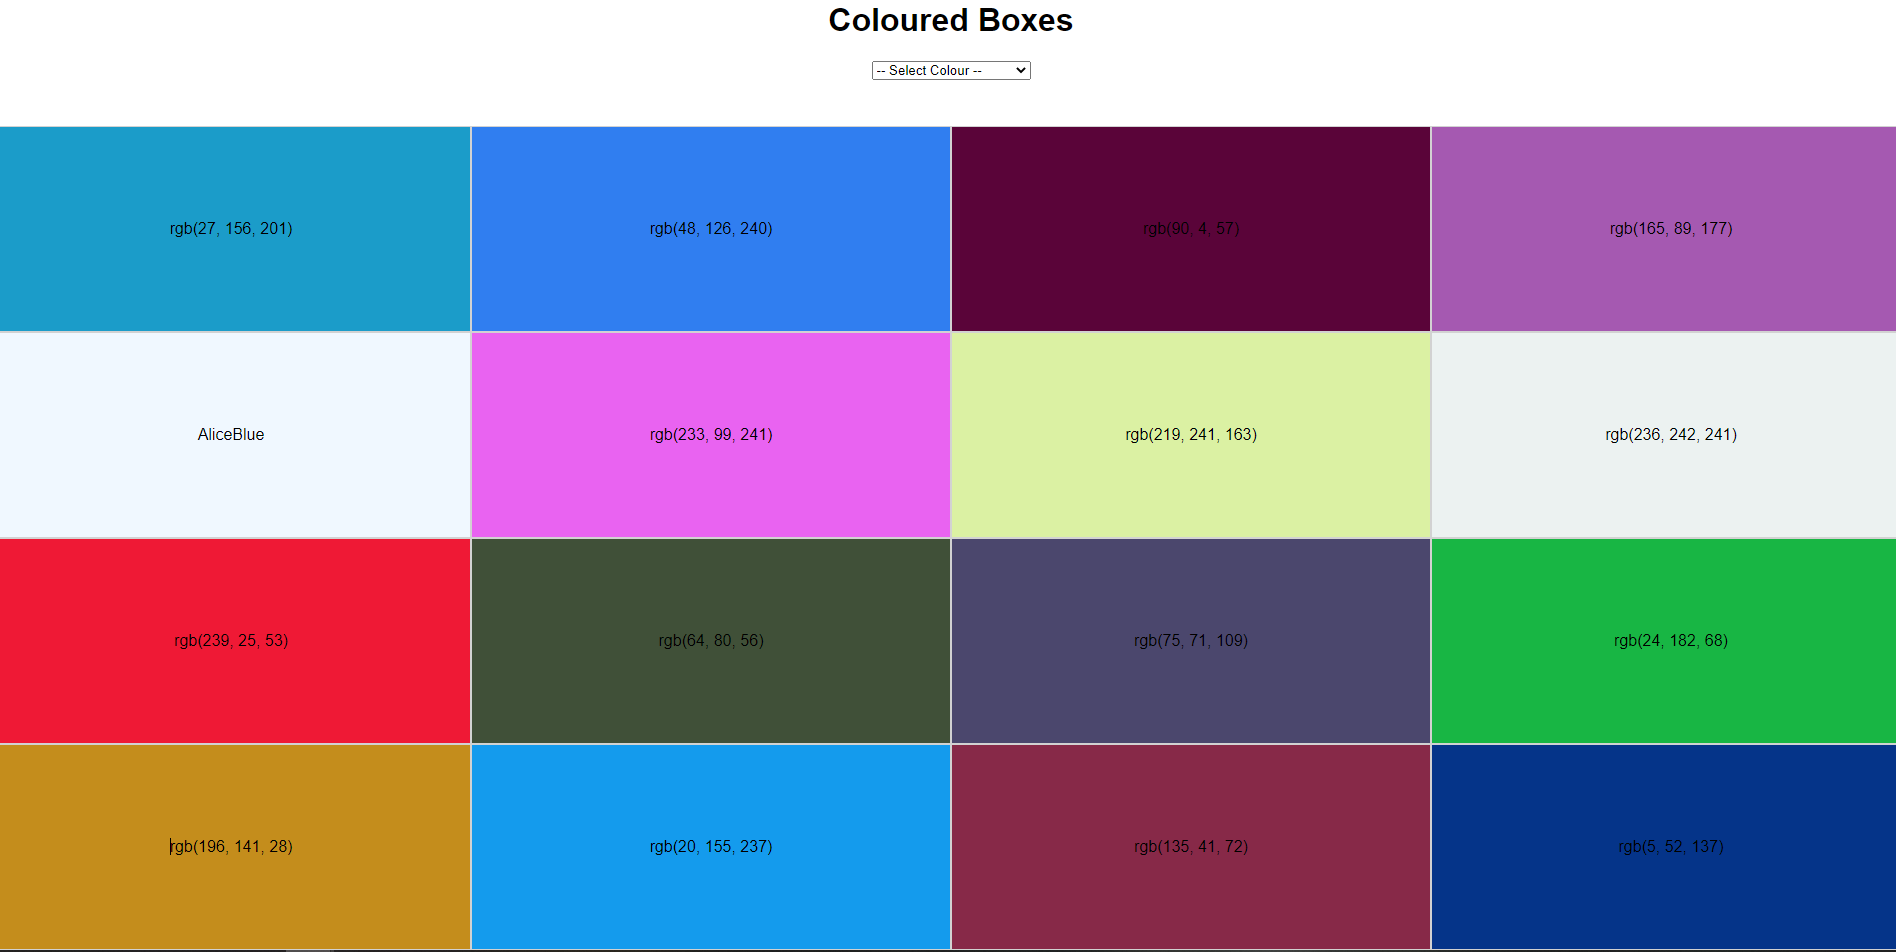 Coloured Boxes
-- Select Colour --
rgb(27, 156, 201)
rgb(48, 126, 240)
rgb(90, 4, 57)
rgb(165, 89, 177)
AliceBlue
rgb(233, 99, 241)
rgb(219, 241, 163)
rgb(236, 242, 241)
rgb(239, 25, 53)
rgb(64, 80, 56)
rgb(75, 71, 109)
rgb(24, 182, 68)
rgb(196, 141, 28)
rgb(20, 155, 237)
rgb(135, 41, 72)
rgb(5, 52, 137)